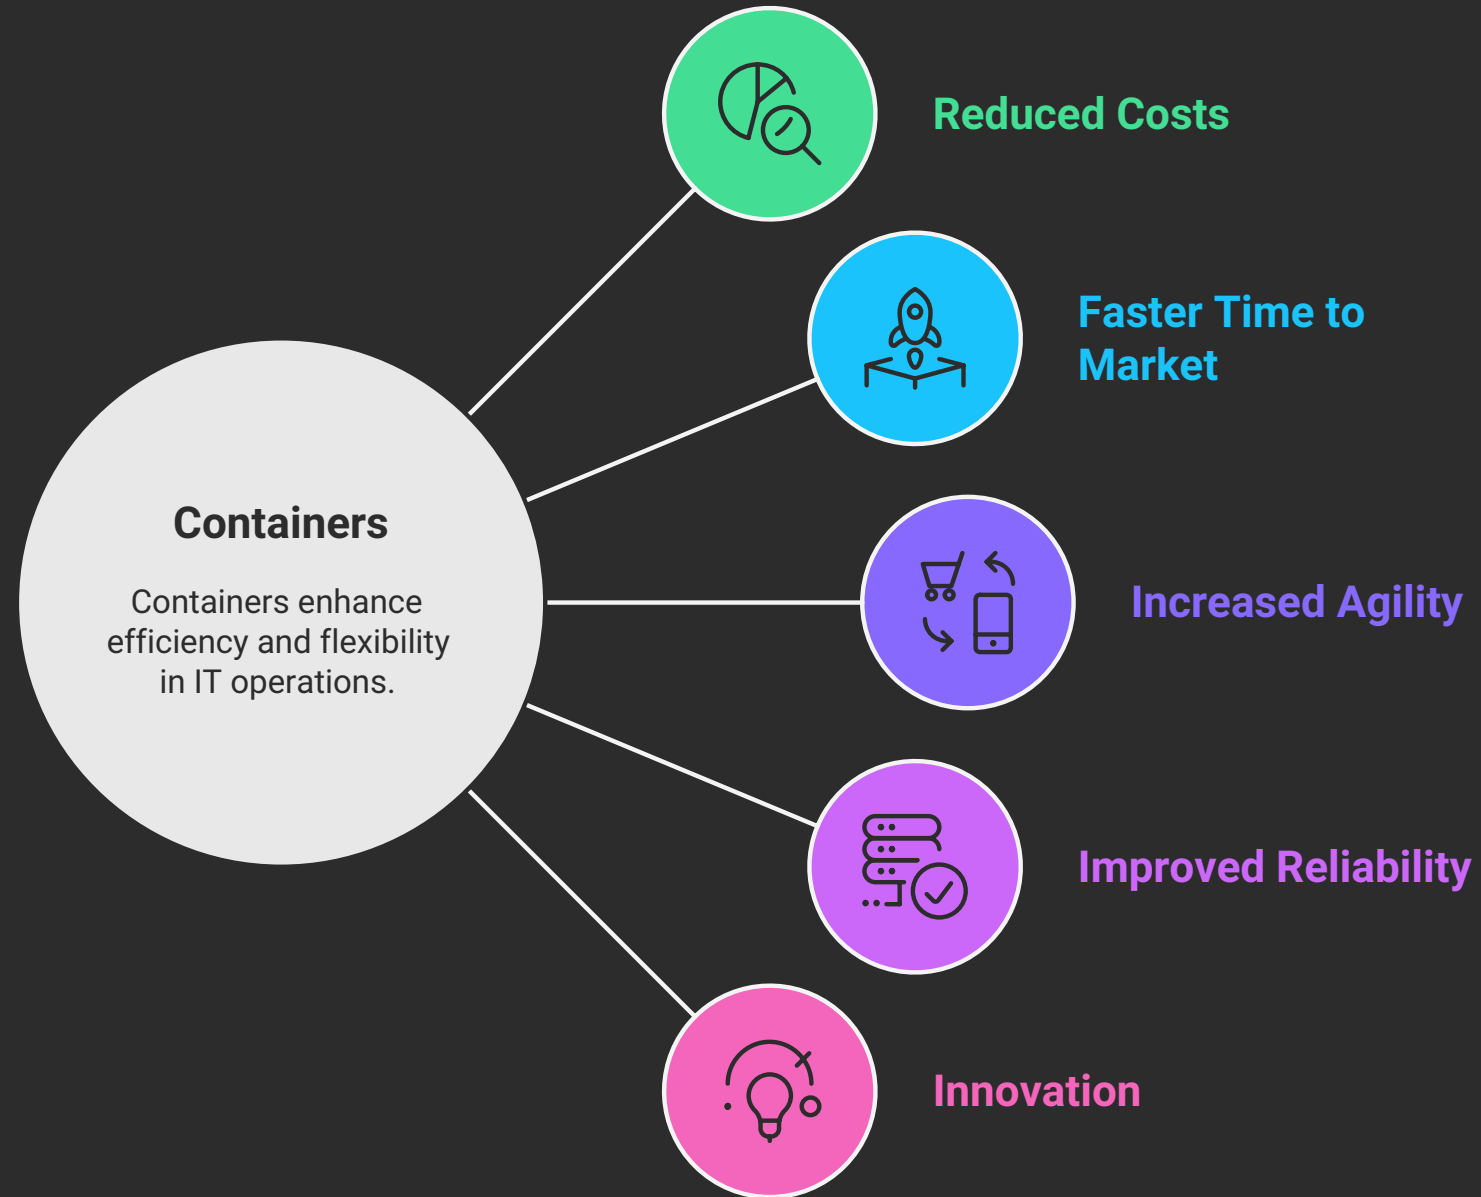 Reduced Costs
Faster Time to
Market
Containers
Containers enhance
efficiency and flexibility
in IT operations.
Increased Agility
Improved Reliability
Innovation